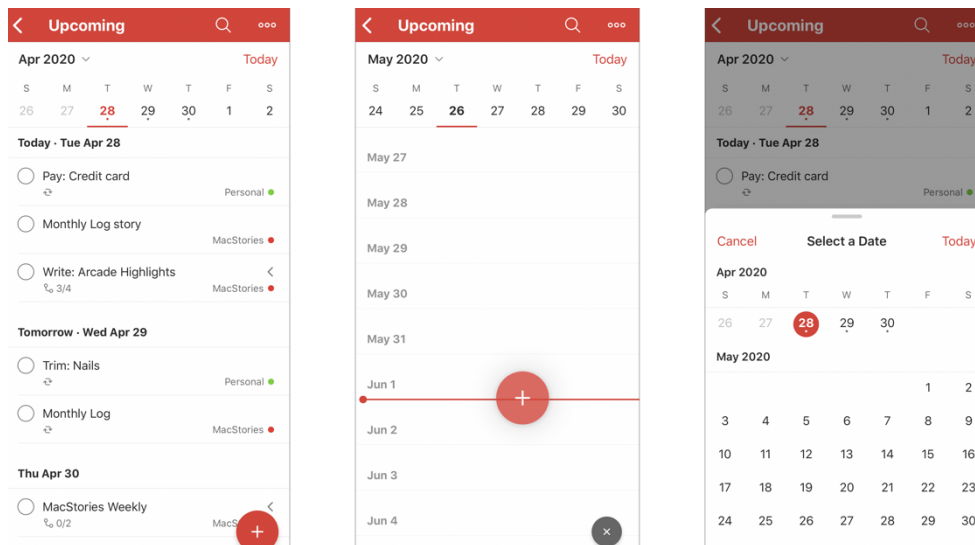 Upcoming
Apr 2020
Today
S M T W T F S
26 27 28 29 30 1 2
Today · Tue Apr 28
Pay: Credit card
Personal
Monthly Log story
MacStories
Write: Arcade Highlights
3/4
MacStories
Tomorrow · Wed Apr 29
Trim: Nails
Personal
Monthly Log
MacStories
Thu Apr 30
MacStories Weekly
0/2
MacS
Upcoming
May 2020
Today
S M T W T F S
24 25 26 27 28 29 30
May 27
May 28
May 29
May 30
May 31
Jun 1
Jun 2
Jun 3
Jun 4
Upcoming
Apr 2020
Today
S M T W T F S
26 27 28 29 30 1 2
Today · Tue Apr 28
Pay: Credit card
Personal
Cancel
Select a Date
Today
Apr 2020
S M T W T F S
26 27 28 29 30
May 2020
1 2
3 4 5 6 7 8 9
10 11 12 13 14 15 16
17 18 19 20 21 22 23
24 25 26 27 28 29 30